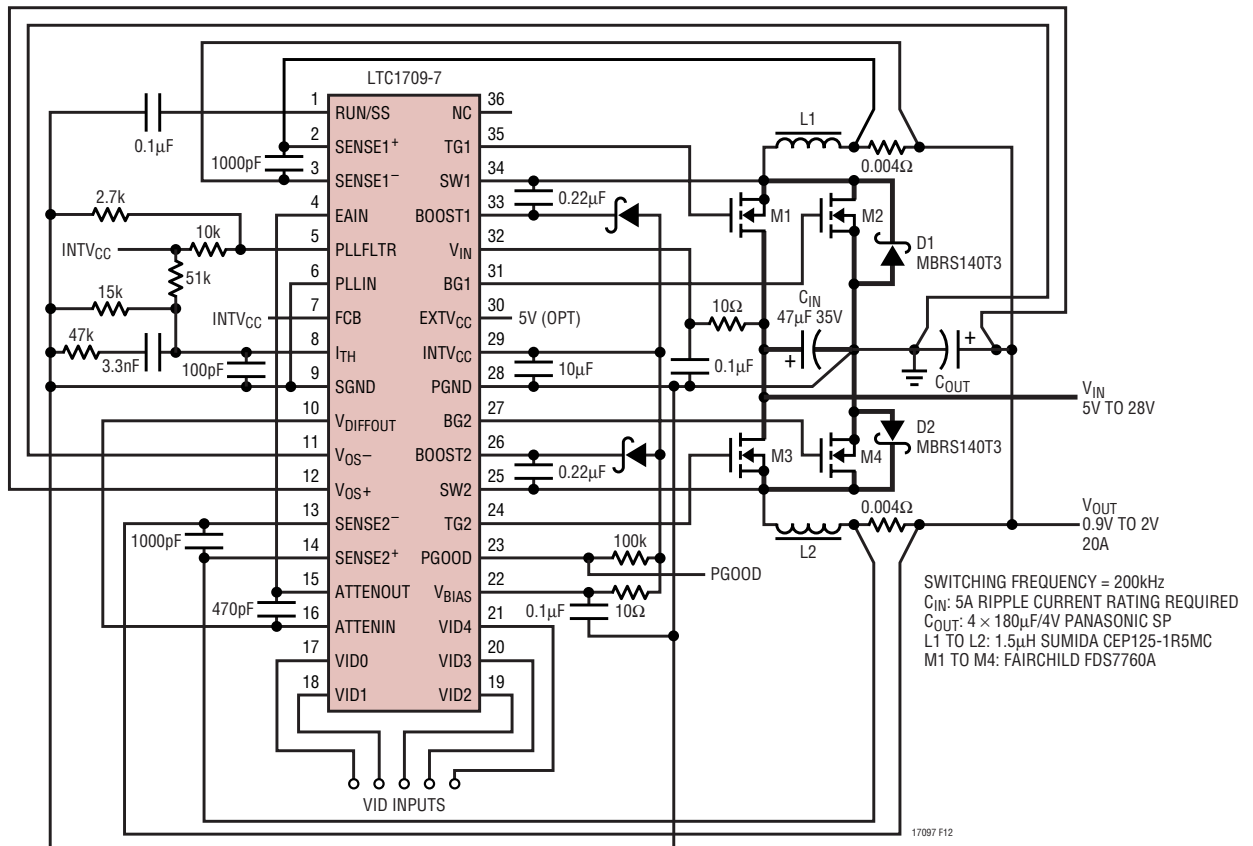 LTC1709-7
1 RUN/SS
2 SENSE1+
3 SENSE1−
4 EAIN
5 PLLFLTR
6 PLLIN
7 FCB
8 ITH
9 SGND
10 VDIFFOUT
11 VOS−
12 VOS+
13 SENSE2−
14 SENSE2+
15 ATTENOUT
16 ATTENIN
17 VID0
18 VID1
NC 36
TG1 35
SW1 34
BOOST1 33
VIN 32
BG1 31
EXTVCC 30
INTVCC 29
PGND 28
BG2 27
BOOST2 26
SW2 25
TG2 24
PGOOD 23
VBIAS 22
VID4 21
VID3 20
VID2 19
0.1µF
1000pF
2.7k
10k
INTVCC
51k
15k
INTVCC
47k
3.3nF
100pF
1000pF
470pF
VID INPUTS
0.22µF
10Ω
5V (OPT)
10µF
0.1µF
0.22µF
100k
PGOOD
0.1µF
10Ω
L1
0.004Ω
M1
M2
D1
MBRS140T3
CIN
47µF 35V
+
COUT
+
VIN
5V TO 28V
M3
M4
D2
MBRS140T3
L2
0.004Ω
VOUT
0.9V TO 2V
20A
SWITCHING FREQUENCY = 200kHz
CIN: 5A RIPPLE CURRENT RATING REQUIRED
COUT: 4 × 180µF/4V PANASONIC SP
L1 TO L2: 1.5µH SUMIDA CEP125-1R5MC
M1 TO M4: FAIRCHILD FDS7760A
17097 F12